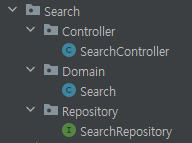 Search
Controller
SearchController
Domain
Search
Repository
SearchRepository